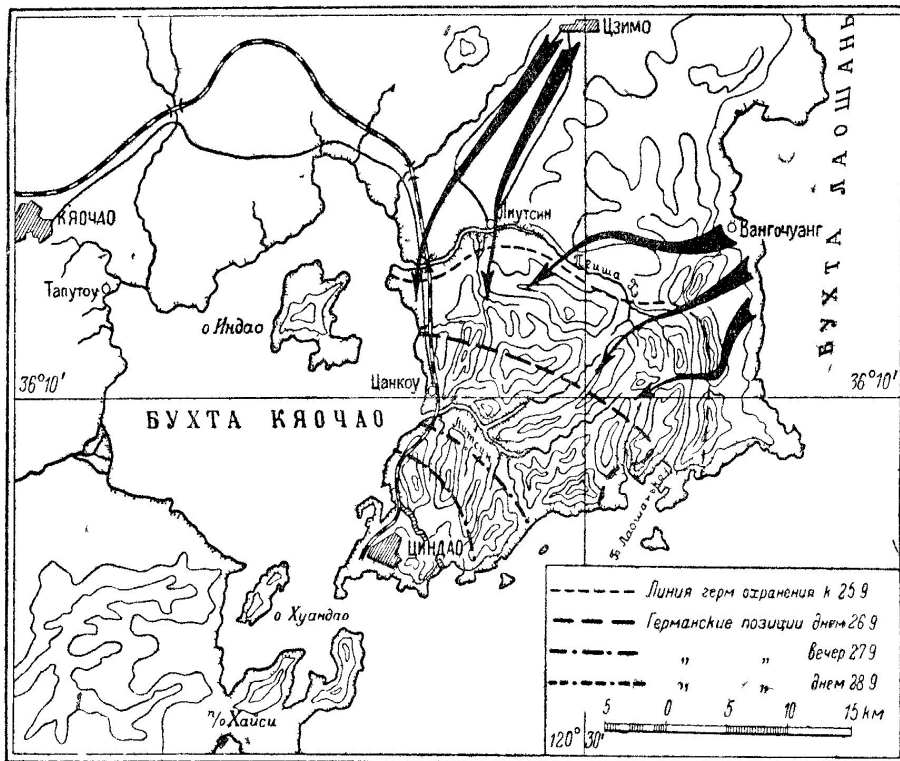 ЦЗИМО
БУХТА ЛАОШАНЬ
КЯОЧАО
Вангочуанг
Тапутоу
о Индао
36°10'
Цанкоу
36°10'
БУХТА КЯОЧАО
ЦИНДАО
о Хуандао
п/о Хайси
Линия герм охранения к 25 9
Германские позиции днем 26 9
„ „ вечер 27 9
„ „ днем 28 9
5 0 5 10 15 км
120° 30'